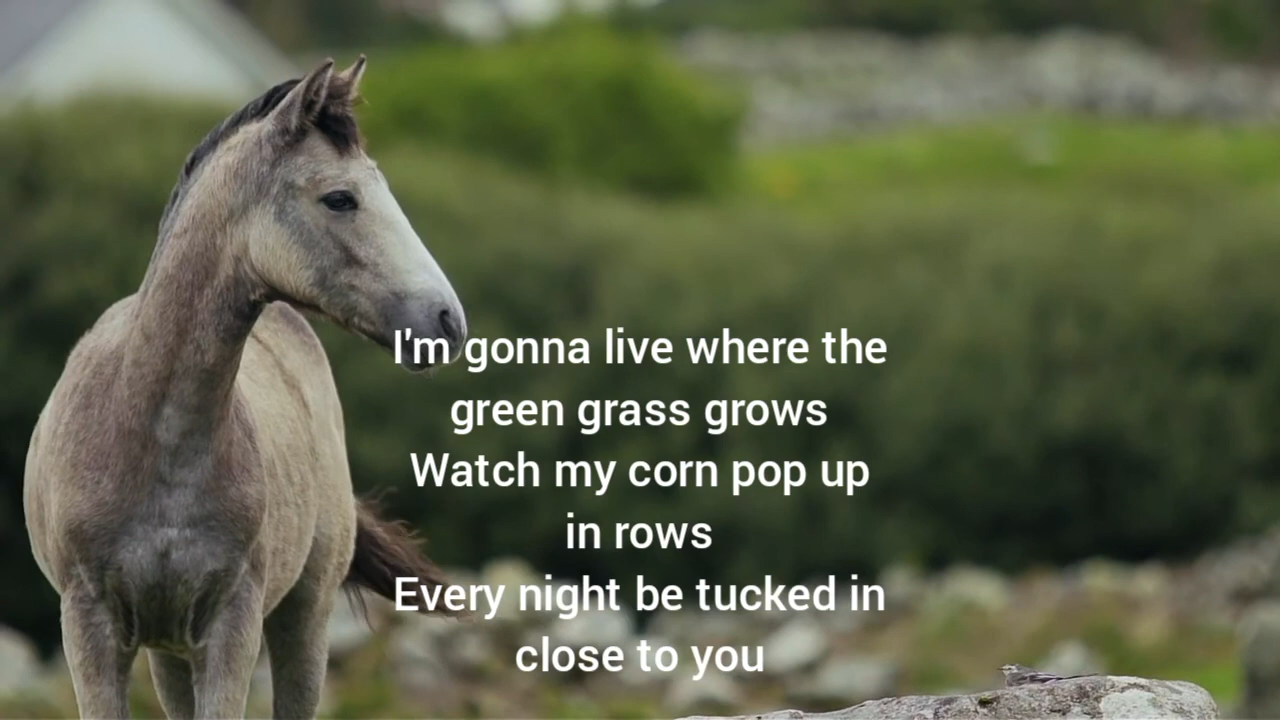 I'm gonna live where the
green grass grows
Watch my corn pop up
in rows
Every night be tucked in
close to you